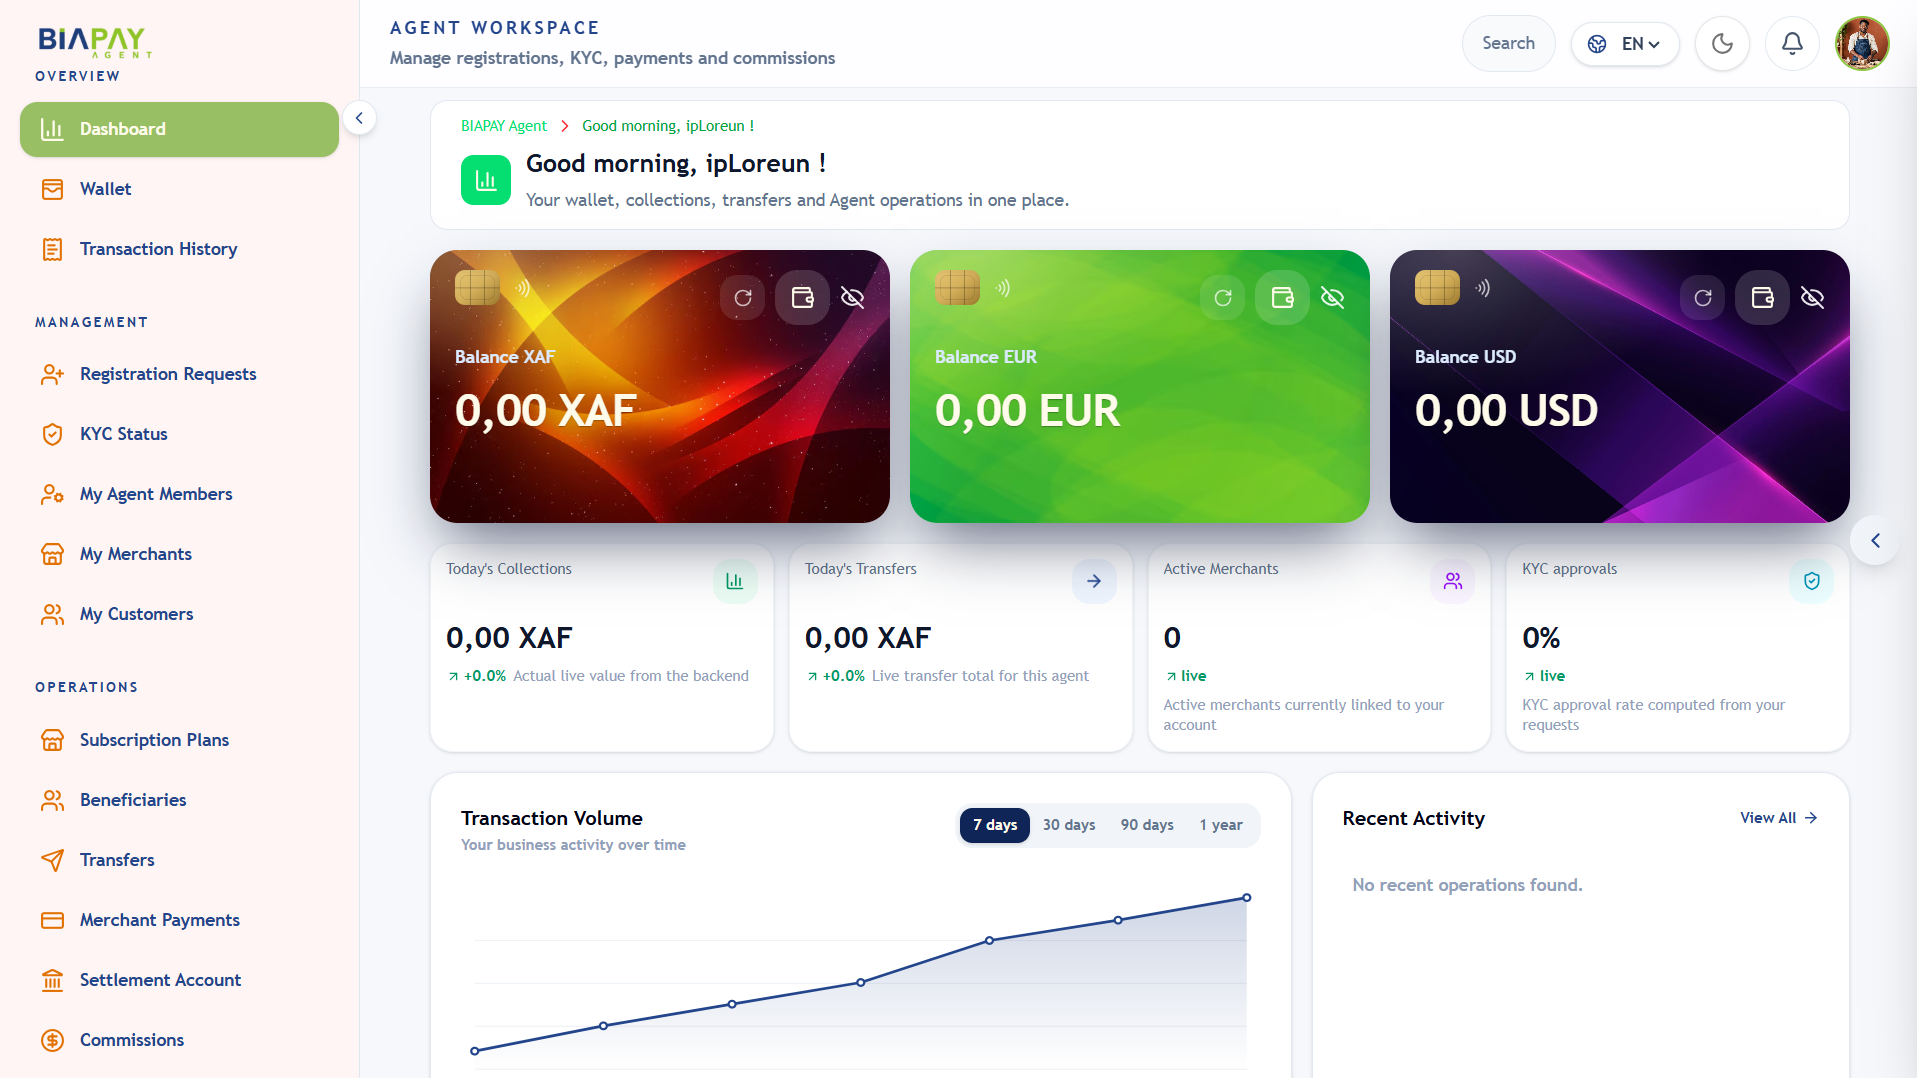 BIAPAY
AGENT
OVERVIEW
Dashboard
Wallet
Transaction History
MANAGEMENT
Registration Requests
KYC Status
My Agent Members
My Merchants
My Customers
OPERATIONS
Subscription Plans
Beneficiaries
Transfers
Merchant Payments
Settlement Account
Commissions
AGENT WORKSPACE
Manage registrations, KYC, payments and commissions
Search
EN
BIAPAY Agent > Good morning, ipLoreun !
Good morning, ipLoreun !
Your wallet, collections, transfers and Agent operations in one place.
Balance XAF
0,00 XAF
Balance EUR
0,00 EUR
Balance USD
0,00 USD
Today's Collections
0,00 XAF
+0.0% Actual live value from the backend
Today's Transfers
0,00 XAF
+0.0% Live transfer total for this agent
Active Merchants
0
live
Active merchants currently linked to your
account
KYC approvals
0%
live
KYC approval rate computed from your
requests
Transaction Volume
Your business activity over time
7 days 30 days 90 days 1 year
Recent Activity
View All
No recent operations found.